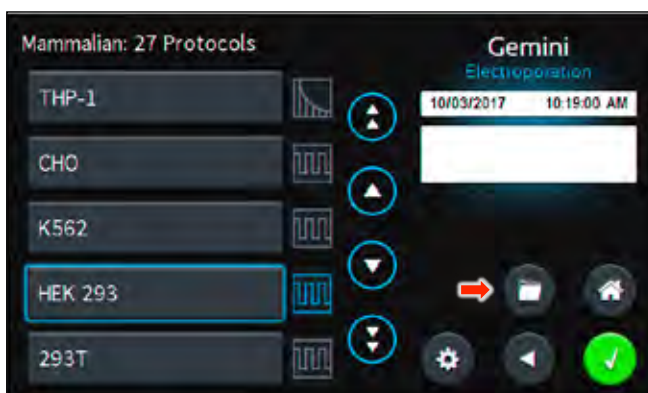 Mammalian: 27 Protocols
THP-1
CHO
K562
HEK 293
293T
Gemini
Electroporation
10/03/2017 10:19:00 AM